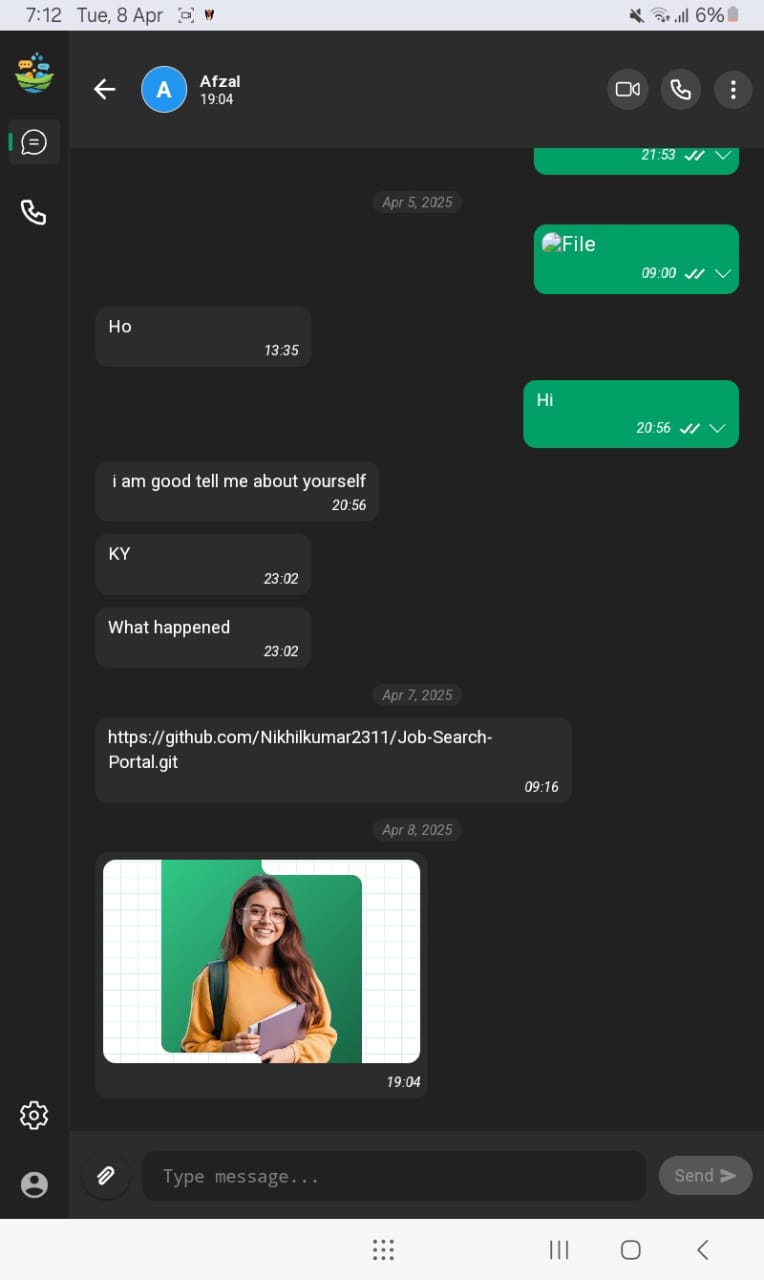 7:12 Tue, 8 Apr 6%
A Afzal
19:04
21:53
Apr 5, 2025
File
09:00
Ho
13:35
Hi
20:56
i am good tell me about yourself
20:56
KY
23:02
What happened
23:02
Apr 7, 2025
https://github.com/Nikhilkumar2311/Job-Search-
Portal.git
09:16
Apr 8, 2025
19:04
Type message...
Send